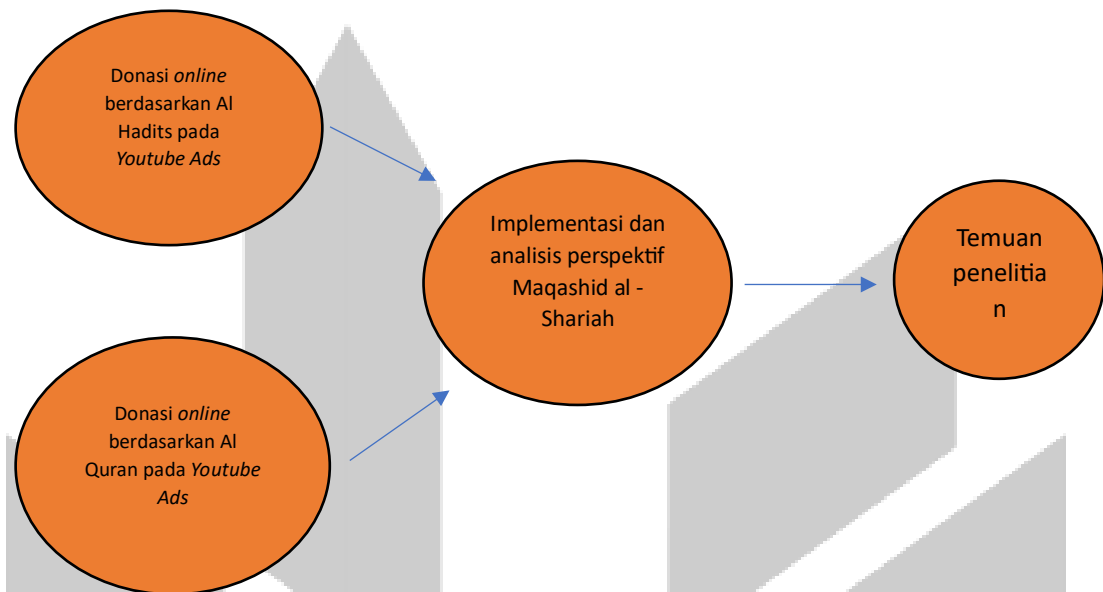 Donasi online
berdasarkan Al
Hadits pada
Youtube Ads
Implementasi dan
analisis perspektif
Maqashid al -
Shariah
Temuan
penelitia
n
Donasi online
berdasarkan Al
Quran pada Youtube
Ads